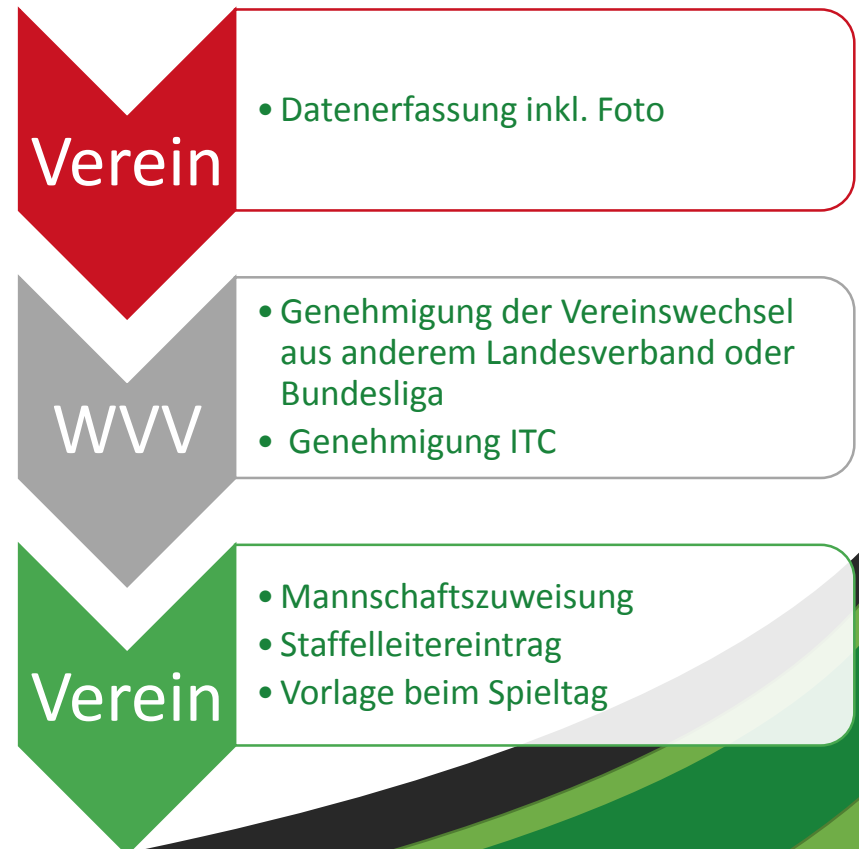 Verein
• Datenerfassung inkl. Foto
WVV
• Genehmigung der Vereinswechsel
aus anderem Landesverband oder
Bundesliga
• Genehmigung ITC
Verein
• Mannschaftszuweisung
• Staffelleitereintrag
• Vorlage beim Spieltag